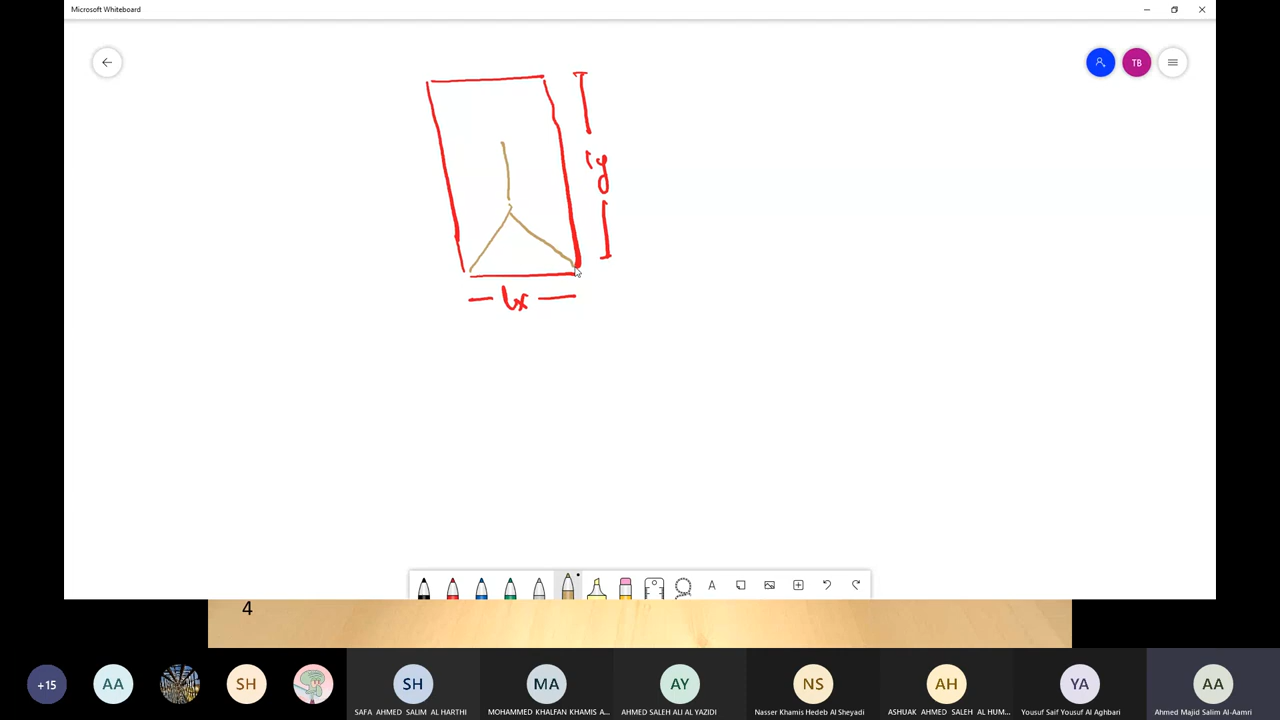 Microsoft Whiteboard
TB
ly
lx
A
4
+15
AA
SH
SH
MA
AY
NS
AH
YA
AA
SAFA AHMED SALIM AL HARTHI
MOHAMMED KHALFAN KHAMIS A...
AHMED SALEH ALI AL YAZIDI
Nasser Khamis Hedeb Al Sheyadi
ASHUAK AHMED SALEH AL HUM...
Yousuf Saif Yousuf Al Aghbari
Ahmed Majid Salim Al-Aamri